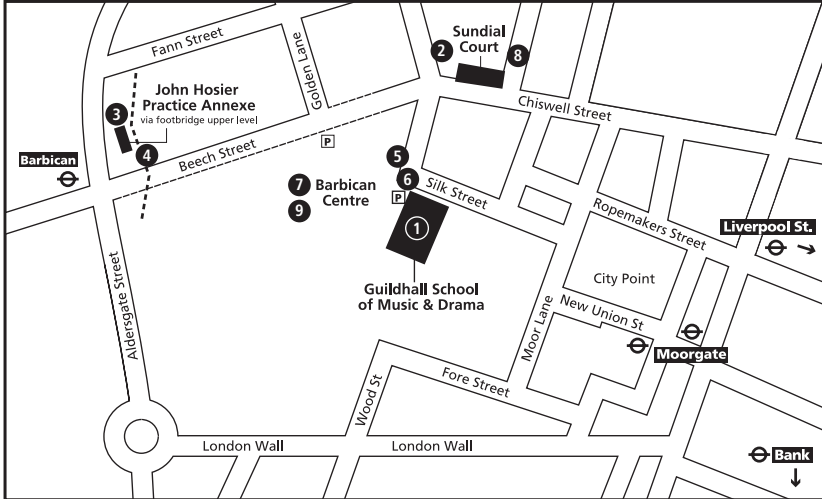 Fann Street
Golden Lane
Sundial
Court
2
8
John Hosier
Practice Annexe
via footbridge upper level
3
4
Chiswell Street
Barbican
Beech Street
P
5
6
Silk Street
7
9
Barbican
Centre
P
1
Ropemakers Street
Liverpool St.
Aldersgate Street
Guildhall School
of Music & Drama
City Point
New Union St
Moor Lane
Moorgate
Wood St
Fore Street
London Wall
London Wall
Bank